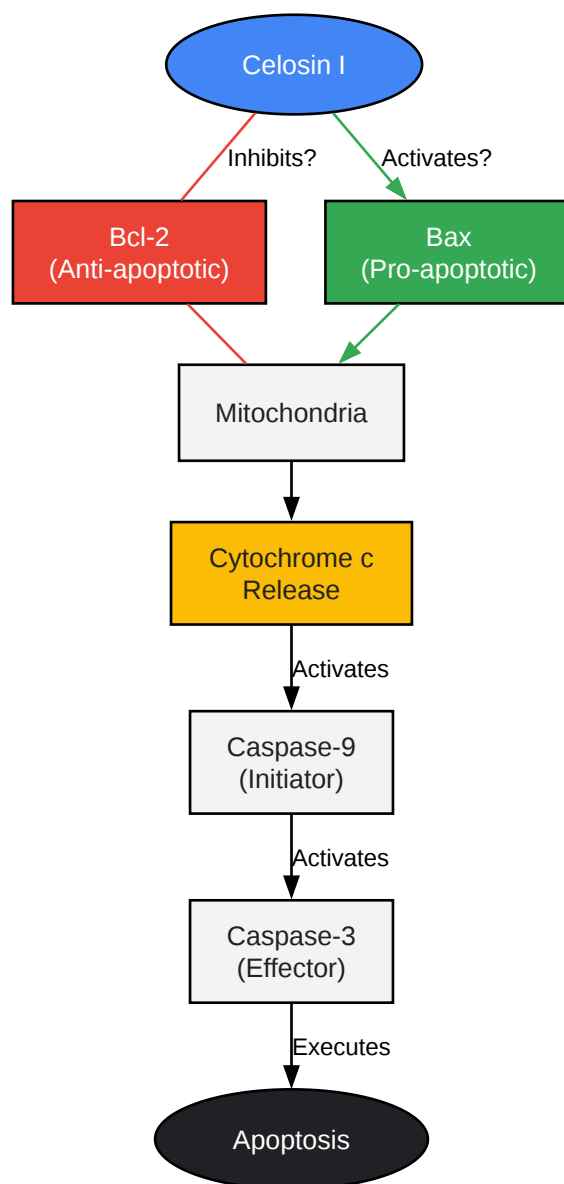 Celosin I
Inhibits?
Activates?
Bcl-2
(Anti-apoptotic)
Bax
(Pro-apoptotic)
Mitochondria
Cytochrome c
Release
Activates
Caspase-9
(Initiator)
Activates
Caspase-3
(Effector)
Executes
Apoptosis